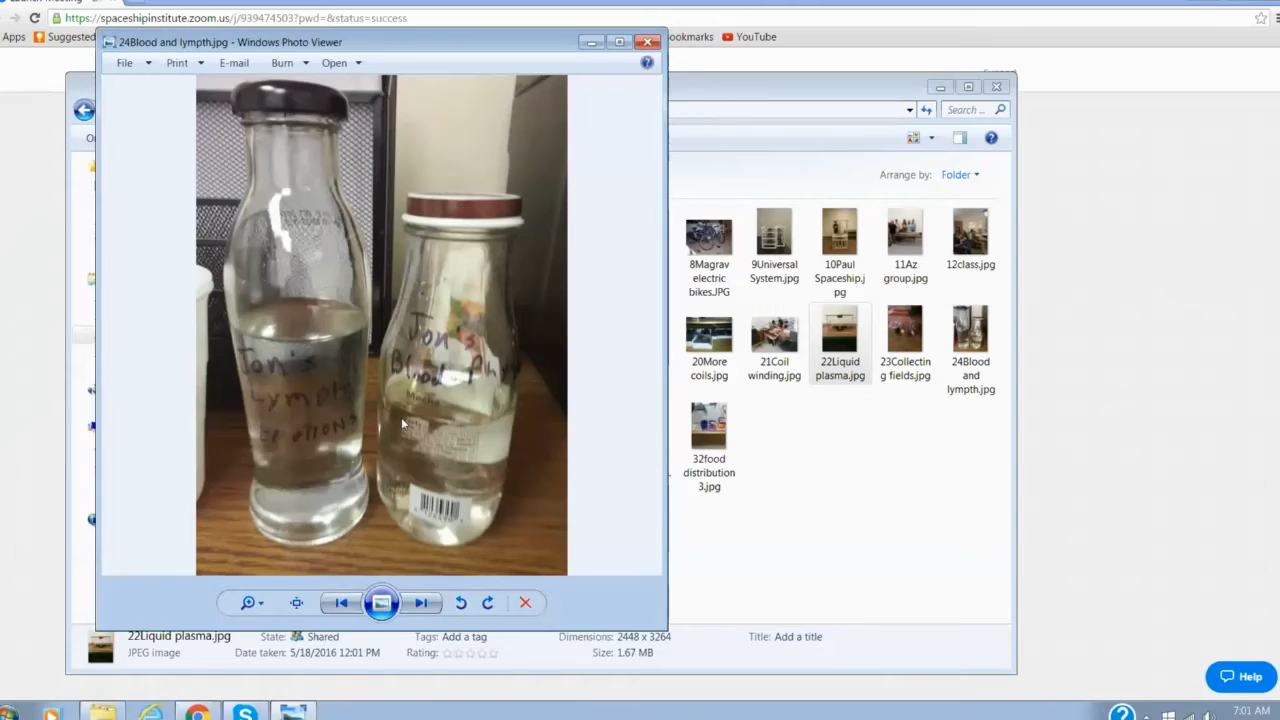 https://spaceshipinstitute.zoom.us/j/939474503?pwd=&status=success
Apps
Suggested
ookmarks
YouTube
24Blood and lympth.jpg - Windows Photo Viewer
File
Print
E-mail
Burn
Open
Search ...
Arrange by:
Folder
8Magrav
electric
bikes.JPG
9Universal
System.jpg
10Paul
Spaceship.j
pg
11Az
group.jpg
12class.jpg
20More
coils.jpg
21Coil
winding.jpg
22Liquid
plasma.jpg
23Collectin
g fields.jpg
24Blood
and
lympth.jpg
32food
distribution
3.jpg
Jon's
Lympth
EMOTIONS
Jon's
Blood
22Liquid plasma.jpg
State:
Shared
Tags: Add a tag
Dimensions: 2448 x 3264
Title: Add a title
JPEG image
Date taken: 5/18/2016 12:01 PM
Rating:
Size: 1.67 MB
Help
7:01 AM